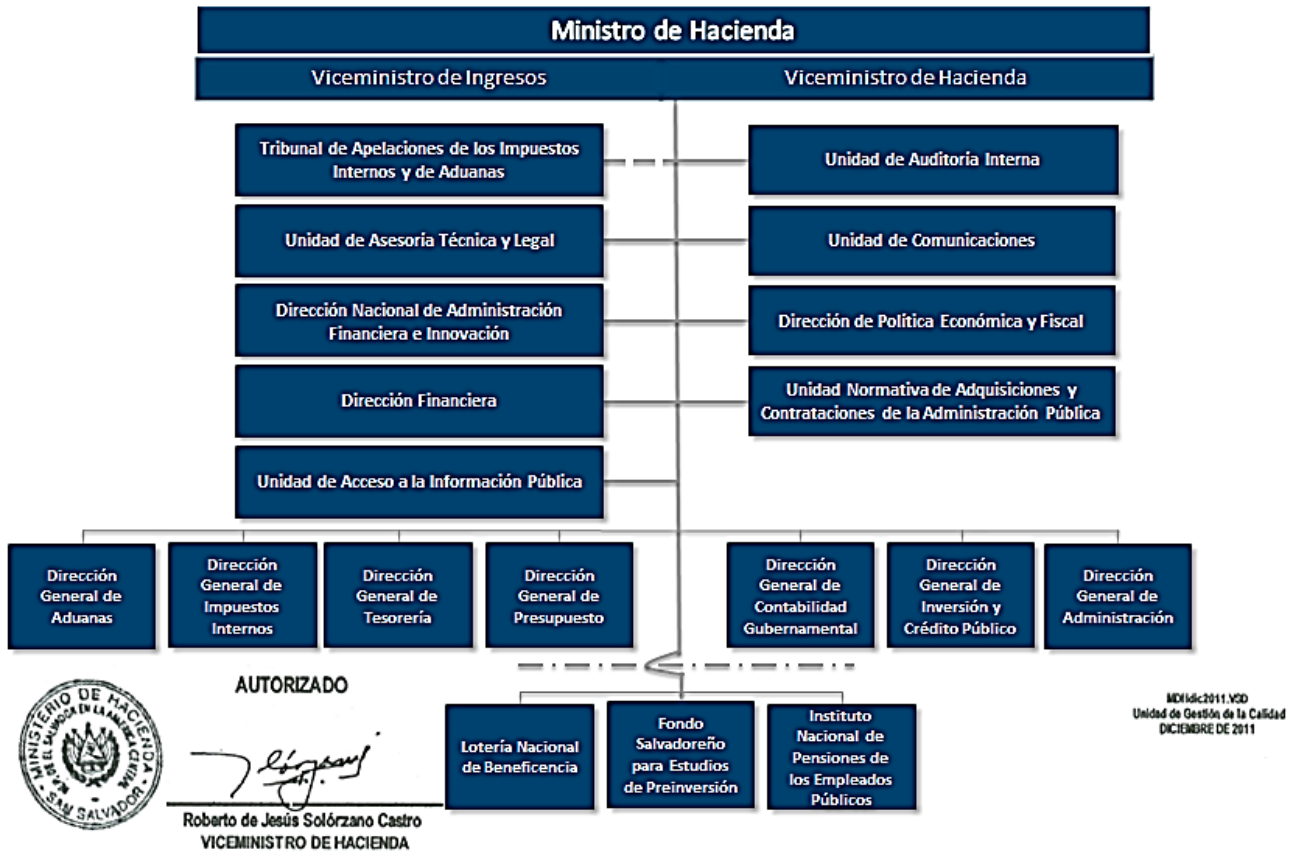 Ministro de Hacienda
Viceministro de Ingresos
Viceministro de Hacienda
Tribunal de Apelaciones de los Impuestos
Internos y de Aduanas
Unidad de Auditoria Interna
Unidad de Asesoría Técnica y Legal
Unidad de Comunicaciones
Dirección Nacional de Administración
Financiera e Innovación
Dirección de Política Económica y Fiscal
Dirección Financiera
Unidad Normativa de Adquisiciones y
Contrataciones de la Administración Pública
Unidad de Acceso a la Información Pública
Dirección
General de
Aduanas
Dirección
General de
Impuestos
Internos
Dirección
General de
Tesorería
Dirección
General de
Presupuesto
Dirección
General de
Contabilidad
Gubernamental
Dirección
General de
Inversión y
Crédito Público
Dirección
General de
Administración
MINISTERIO DE HACIENDA
SAN SALVADOR
AUTORIZADO
Roberto de Jesús Solórzano Castro
VICEMINISTRO DE HACIENDA
Lotería Nacional
de Beneficencia
Fondo
Salvadoreño
para Estudios
de Preinversión
Instituto
Nacional de
Pensiones de
los Empleados
Públicos
Unidad de Gestión de la Calidad
DICIEMBRE DE 2011